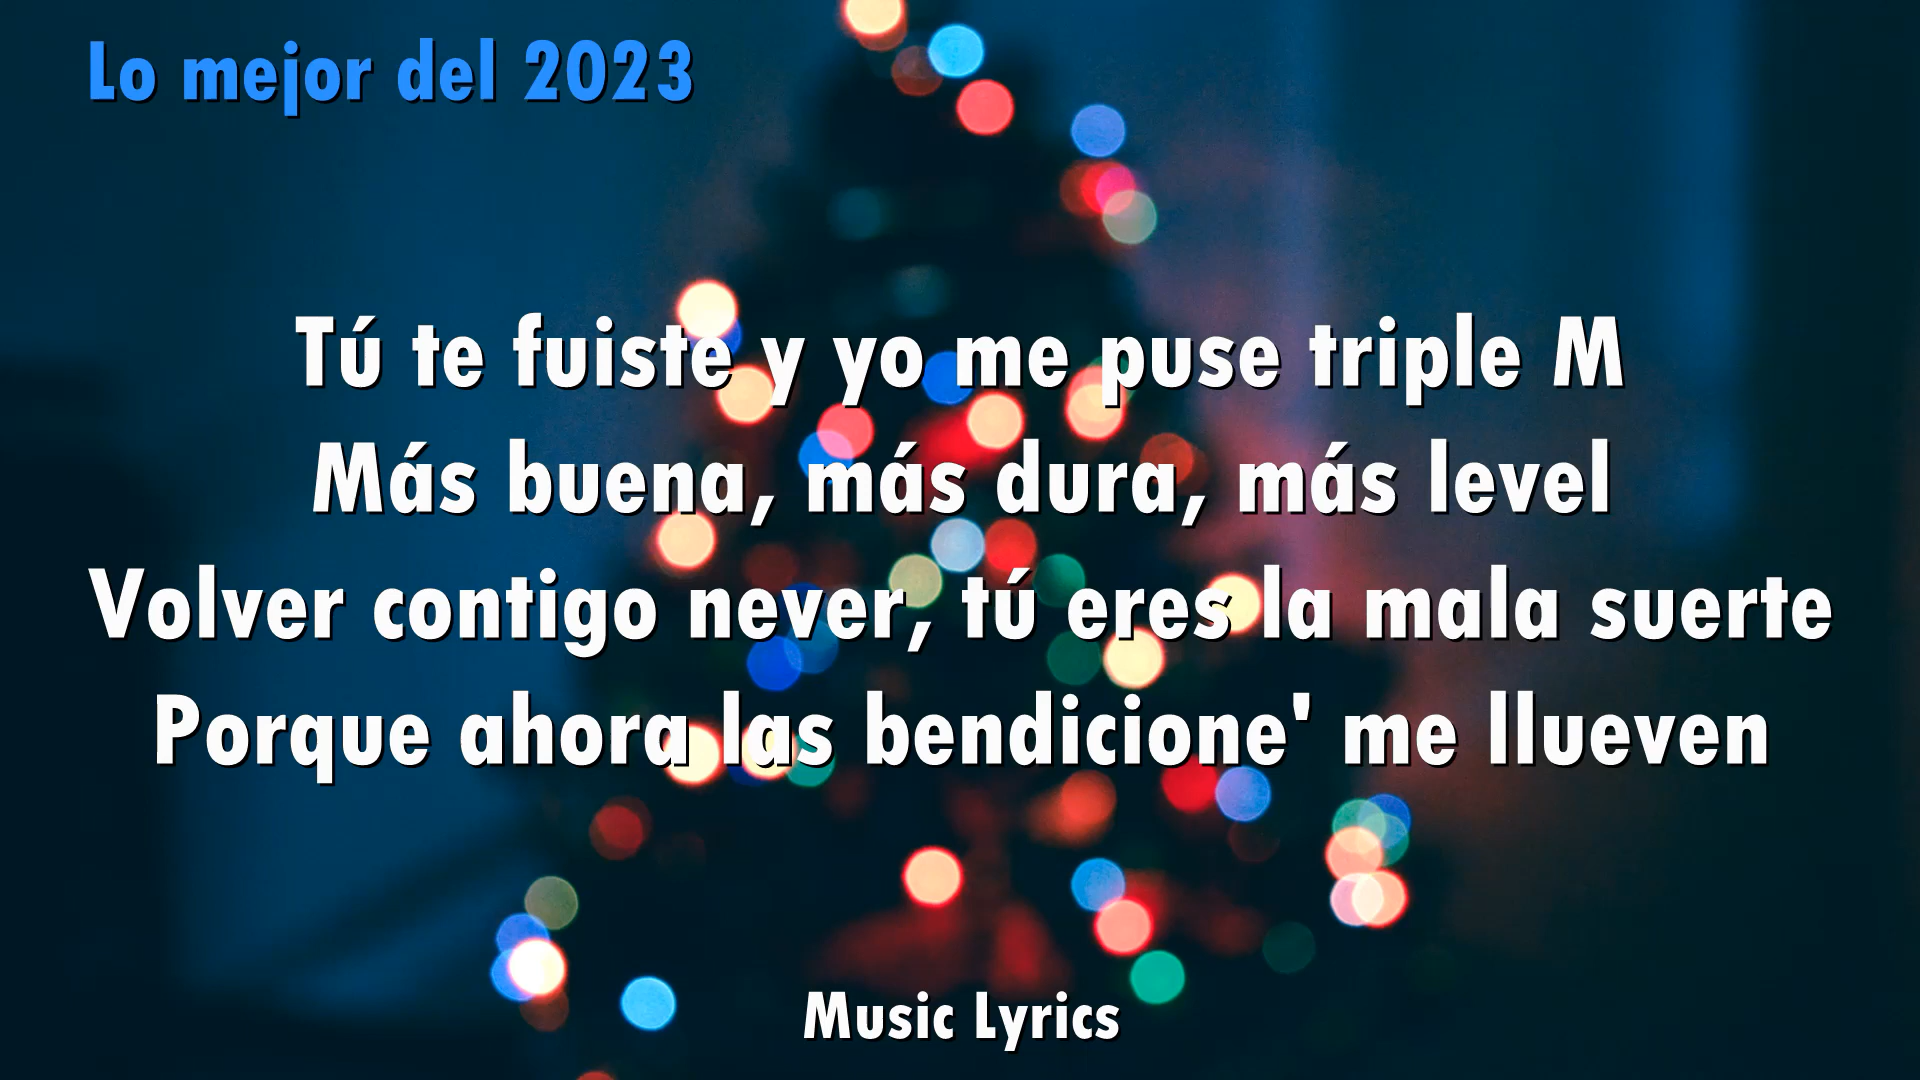 Lo mejor del 2023
Tú te fuiste y yo me puse triple M
Más buena, más dura, más level
Volver contigo never, tú eres la mala suerte
Porque ahora las bendicione' me llueven
Music Lyrics